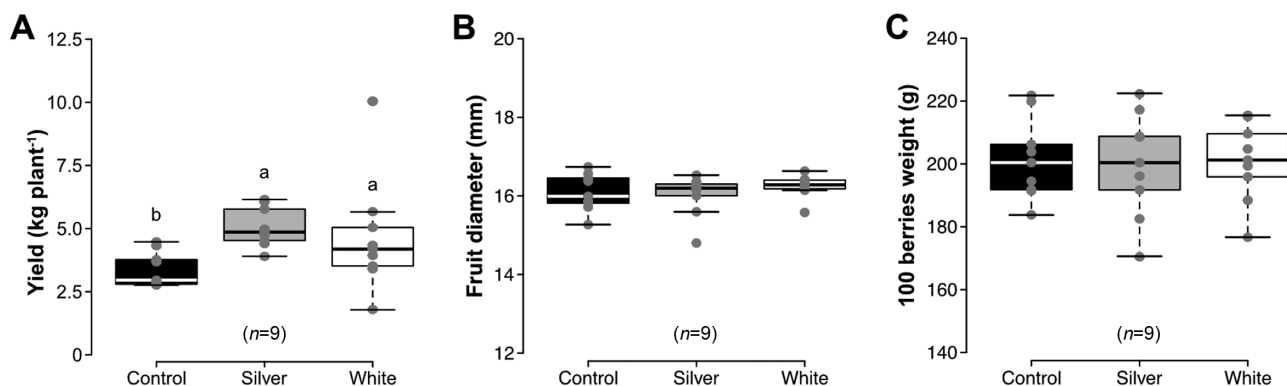 A
Yield (kg plant⁻¹)
12.5
10.0
7.5
5.0
2.5
0
b
a
a
(n=9)
Control
Silver
White
B
Fruit diameter (mm)
20
18
16
14
12
(n=9)
Control
Silver
White
C
100 berries weight (g)
240
220
200
180
160
140
(n=9)
Control
Silver
White